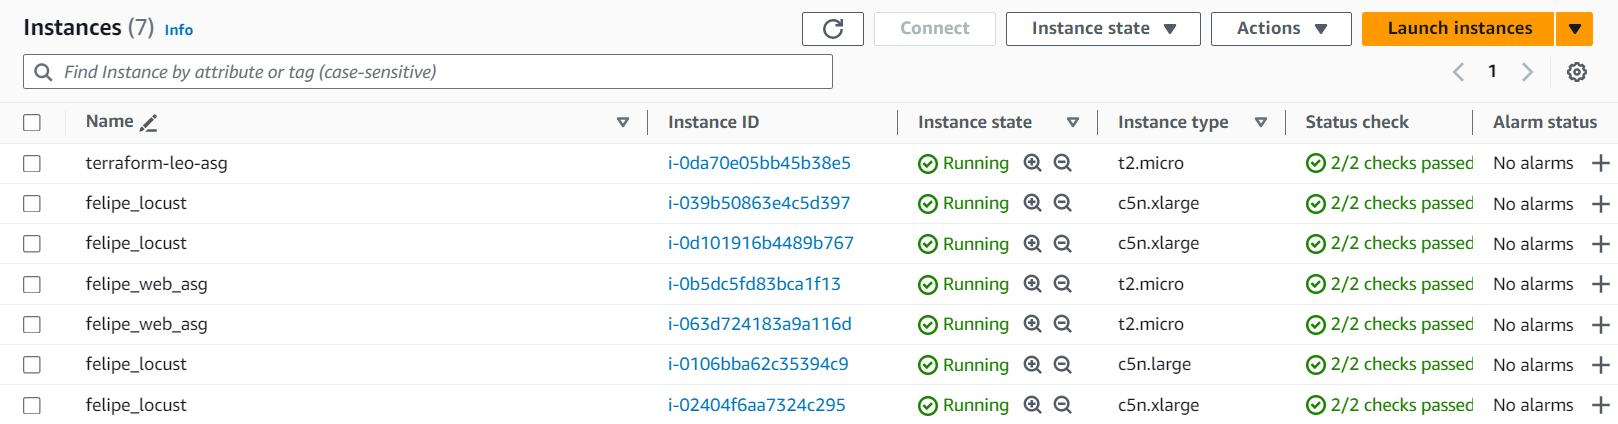 Instances (7) Info Connect Instance state Actions Launch instances
Find Instance by attribute or tag (case-sensitive) 1
Name Instance ID Instance state Instance type Status check Alarm status
terraform-leo-asg i-0da70e05bb45b38e5 Running t2.micro 2/2 checks passed No alarms
felipe_locust i-039b50863e4c5d397 Running c5n.xlarge 2/2 checks passed No alarms
felipe_locust i-0d101916b4489b767 Running c5n.xlarge 2/2 checks passed No alarms
felipe_web_asg i-0b5dc5fd83bca1f13 Running t2.micro 2/2 checks passed No alarms
felipe_web_asg i-063d724183a9a116d Running t2.micro 2/2 checks passed No alarms
felipe_locust i-0106bba62c35394c9 Running c5n.large 2/2 checks passed No alarms
felipe_locust i-02404f6aa7324c295 Running c5n.xlarge 2/2 checks passed No alarms